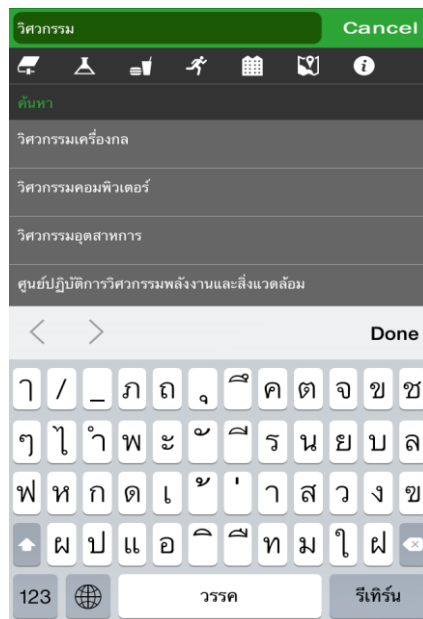 วิศวกรรม Cancel
ค้นหา
วิศวกรรมเครื่องกล
วิศวกรรมคอมพิวเตอร์
วิศวกรรมอุตสาหการ
ศูนย์ปฏิบัติการวิศวกรรมพลังงานและสิ่งแวดล้อม
Done
ๅ / _ ภ ถ ุ ึ ค ต จ ข ช
ๆ ไ ำ พ ะ ั ี ร น ย บ ล
ฟ ห ก ด เ ้ ่ า ส ว ง ฃ
ผ ป แ อ ิ ื ท ม ใ ฝ
123 วรรค รีเทิร์น